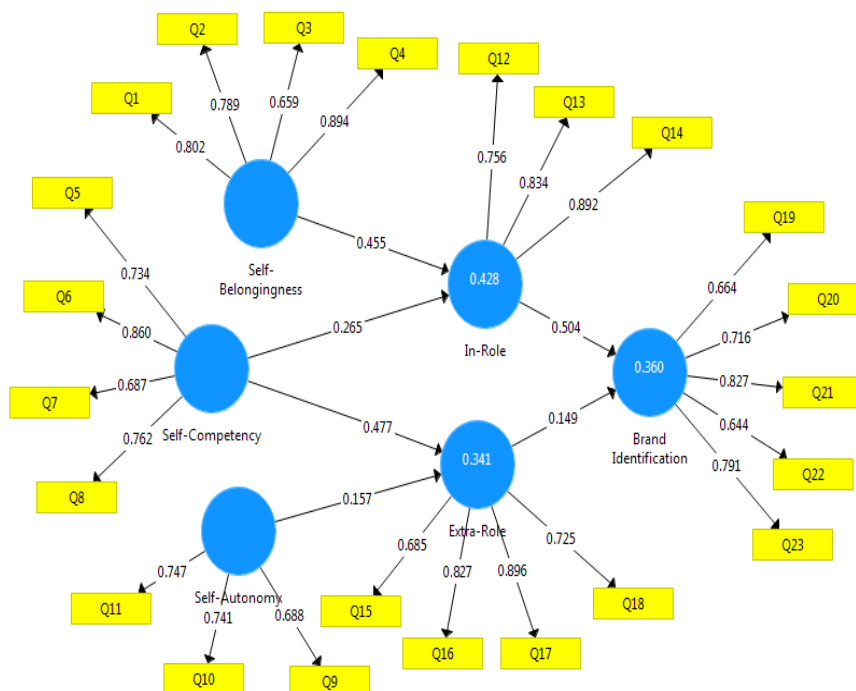 Q2
Q3
Q4
Q12
Q1
Q13
Q14
0.789
0.659
0.894
0.802
0.756
0.834
0.892
Q5
Q19
0.734
0.455
Self-
Belongingness
0.428
Q6
0.664
Q20
0.860
0.265
In-Role
0.504
0.716
0.360
0.827
Q21
0.687
Q7
0.762
Self-Competency
0.477
0.149
Brand
Identification
0.644
0.791
Q22
Q8
0.341
0.157
Extra-Role
Q23
0.747
Self-Autonomy
0.741
0.688
0.685
0.827
0.896
0.725
Q11
Q15
Q18
Q16
Q17
Q10
Q9